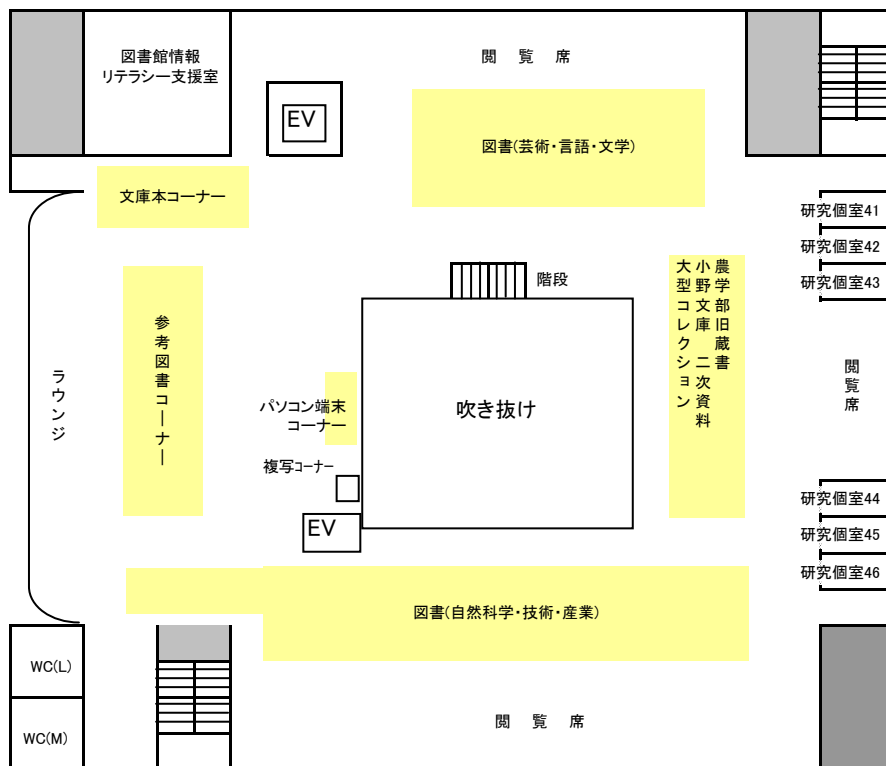 図書館情報
リテラシー支援室
閲 覧 席
EV
図書(芸術・言語・文学)
文庫本コーナー
研究個室41
研究個室42
研究個室43
階段
農学部旧蔵書
小野文庫 二次資料
大型コレクション
参考図書コーナー
ラウンジ
閲覧席
パソコン端末
コーナー
吹き抜け
複写コーナー
EV
研究個室44
研究個室45
研究個室46
図書(自然科学・技術・産業)
WC(L)
WC(M)
閲 覧 席